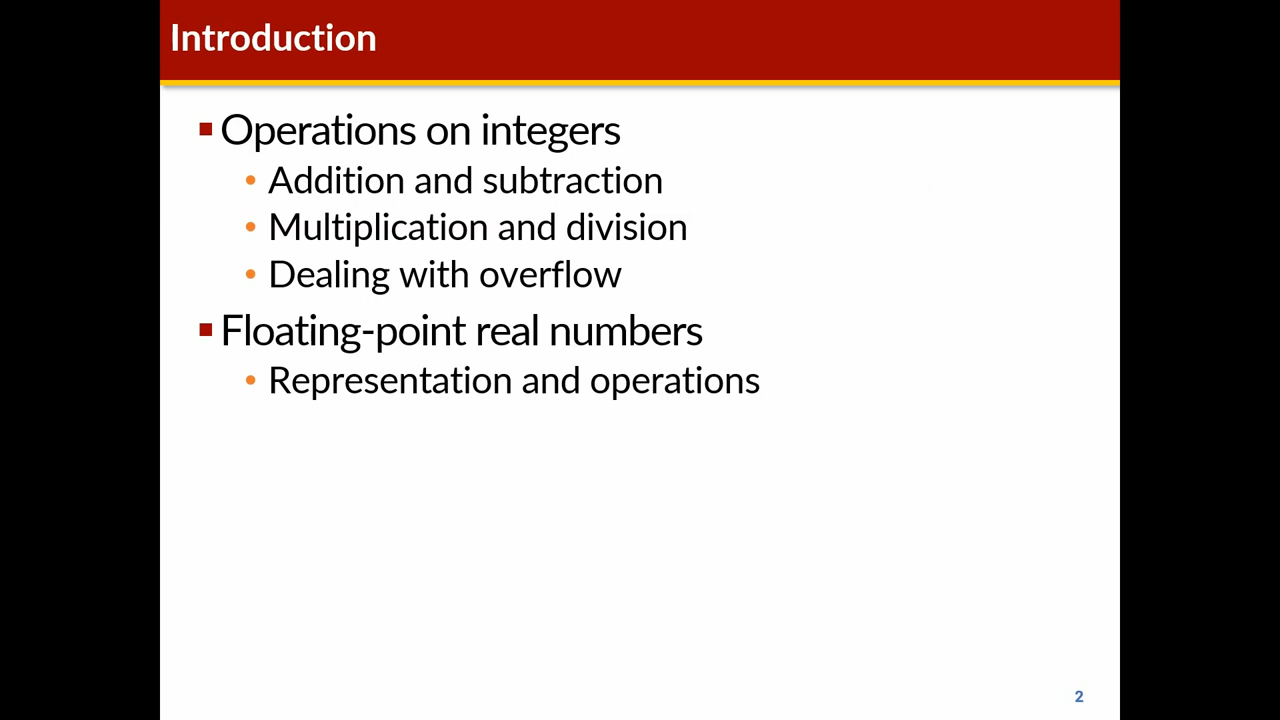 Introduction
Operations on integers
Addition and subtraction
Multiplication and division
Dealing with overflow
Floating-point real numbers
Representation and operations
2